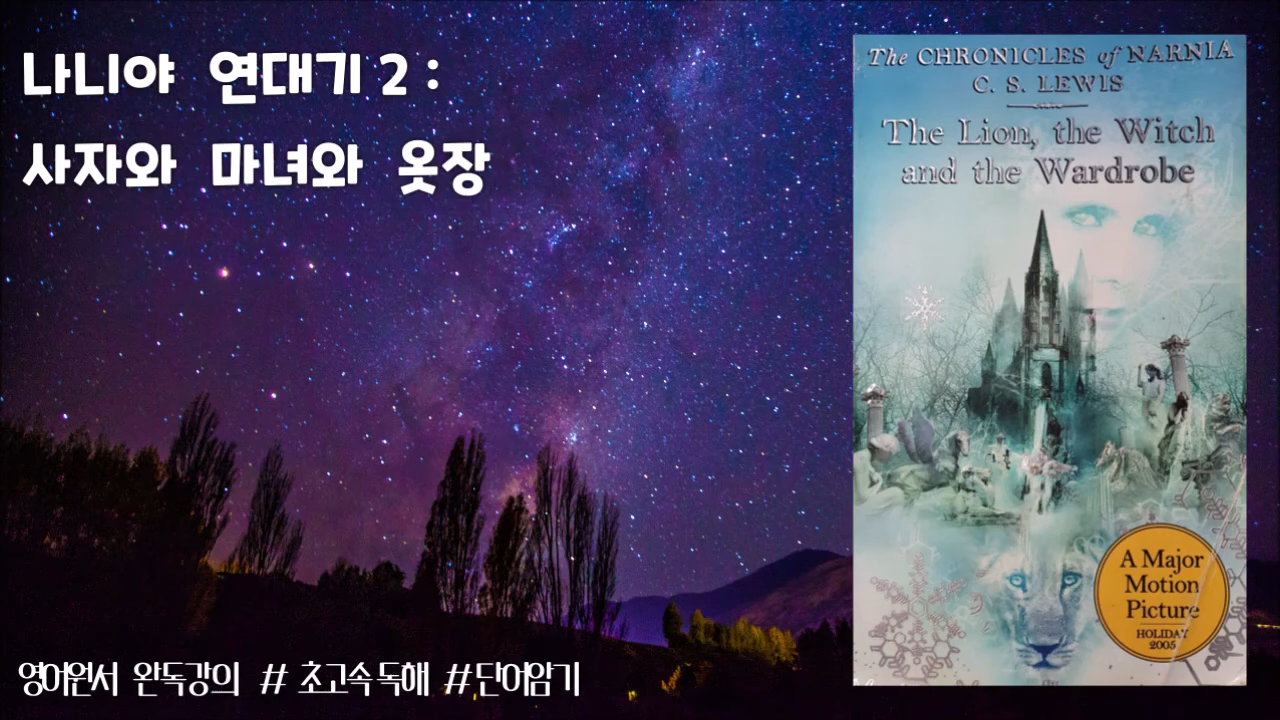 나니야 연대기 2 :
사자와 마녀와 옷장
영어원서 완독강의 # 초고속 독해 #단어암기
The CHRONICLES of NARNIA
C. S. LEWIS
The Lion, the Witch
and the Wardrobe
A Major
Motion
Picture
HOLIDAY
2005